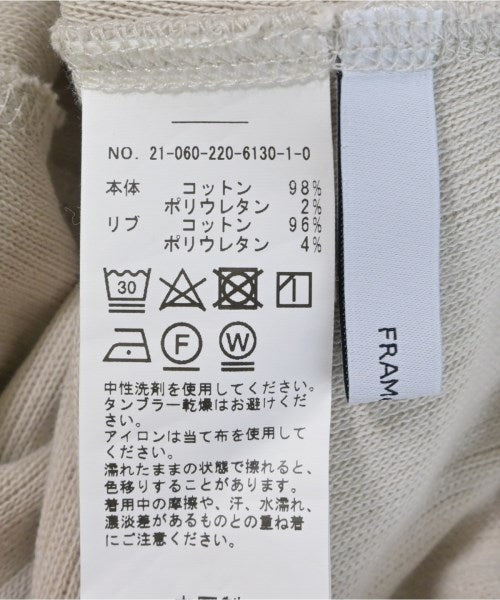 NO. 21-060-220-6130-1-0
本体 コットン 98%
ポリウレタン 2%
リブ コットン 96%
ポリウレタン 4%
30
F W
中性洗剤を使用してください。
タンブラー乾燥はお避けくだ
さい。
アイロンは当て布を使用して
ください。
濡れたままの状態で擦れると、
色移りすることがあります。
着用中の摩擦や、汗、水濡れ、
濃淡差があるものとの重ね着
にご注意ください。
FRAM